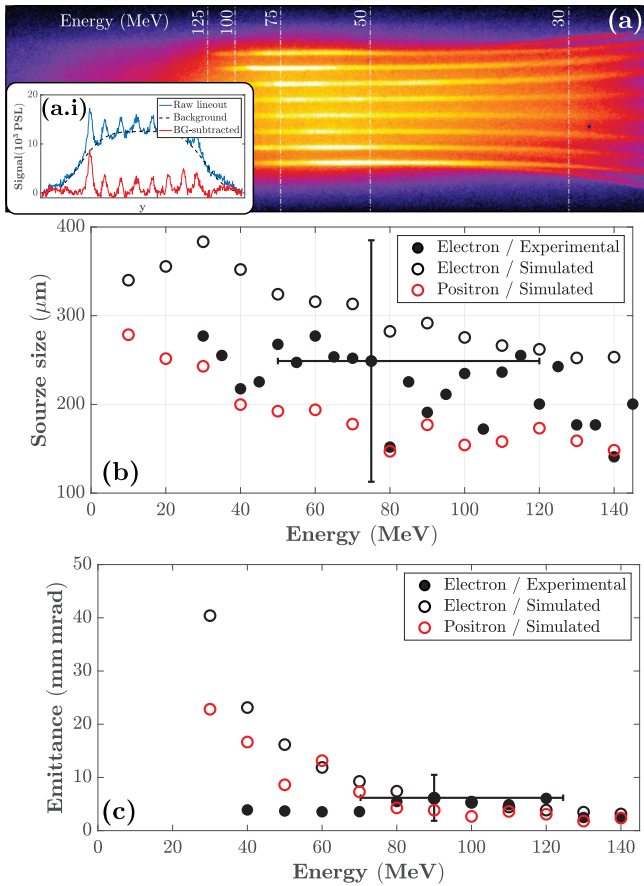 Energy (MeV)
125
100
75
50
30
(a)
(a.i)
Raw lineout
Background
BG-subtracted
Signal(10³ PSL)
20
10
0
y
Sourze size (μm)
400
300
200
100
Electron / Experimental
Electron / Simulated
Positron / Simulated
(b)
0
20
40
60
80
100
120
140
Energy (MeV)
Emittance (mm mrad)
50
40
30
20
10
0
Electron / Experimental
Electron / Simulated
Positron / Simulated
(c)
0
20
40
60
80
100
120
140
Energy (MeV)